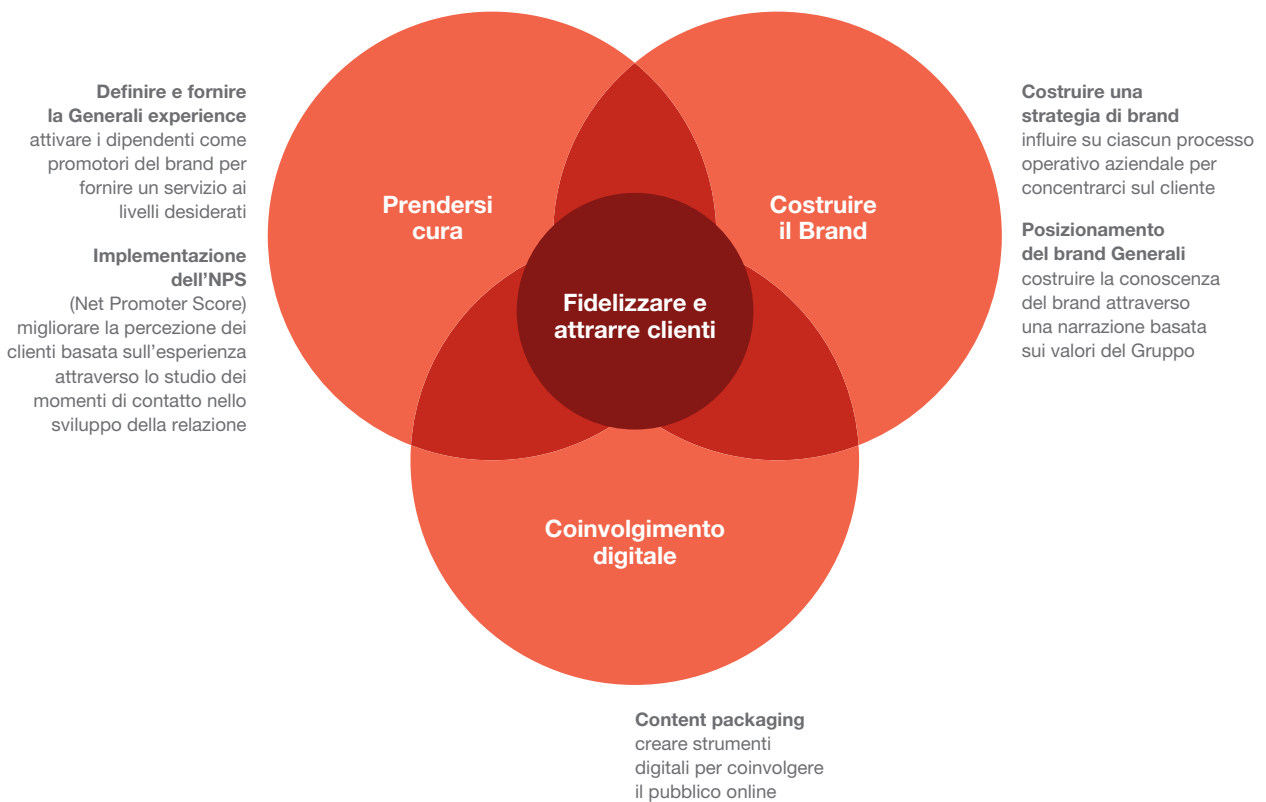 Definire e fornire
la Generali experience
attivare i dipendenti come
promotori del brand per
fornire un servizio ai
livelli desiderati
Implementazione
dell’NPS
(Net Promoter Score)
migliorare la percezione dei
clienti basata sull’esperienza
attraverso lo studio dei
momenti di contatto nello
sviluppo della relazione
Prendersi
cura
Costruire
il Brand
Fidelizzare e
attrarre clienti
Coinvolgimento
digitale
Costruire una
strategia di brand
influire su ciascun processo
operativo aziendale per
concentrarci sul cliente
Posizionamento
del brand Generali
costruire la conoscenza
del brand attraverso
una narrazione basata
sui valori del Gruppo
Content packaging
creare strumenti
digitali per coinvolgere
il pubblico online